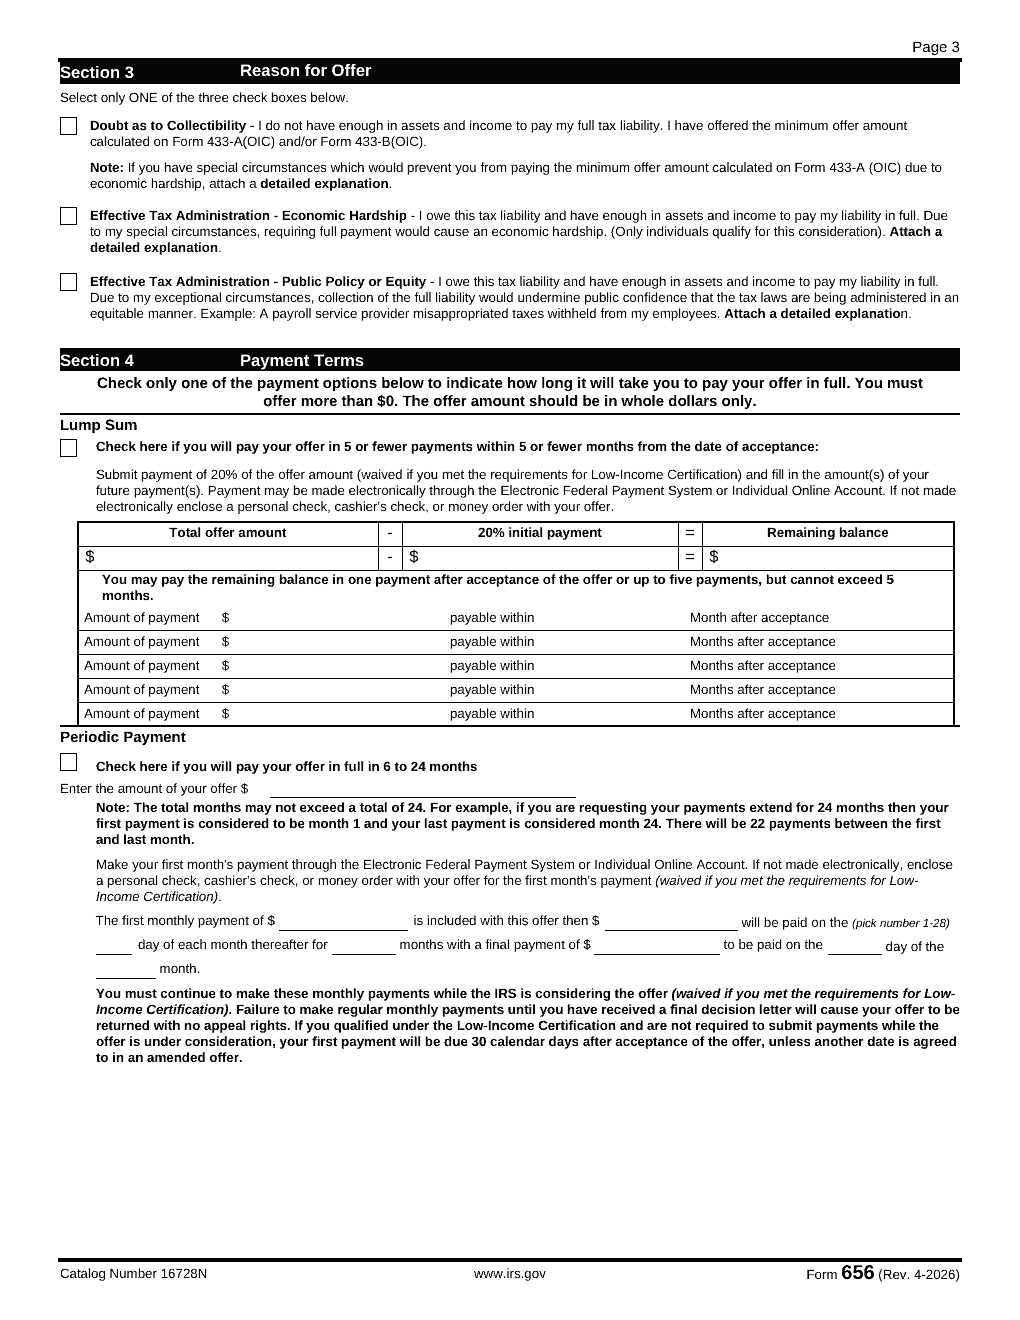 Page 3
Section 3 Reason for Offer
Select only ONE of the three check boxes below.
Doubt as to Collectibility - I do not have enough in assets and income to pay my full tax liability. I have offered the minimum offer amount
calculated on Form 433-A(OIC) and/or Form 433-B(OIC).
Note: If you have special circumstances which would prevent you from paying the minimum offer amount calculated on Form 433-A (OIC) due to
economic hardship, attach a detailed explanation.
Effective Tax Administration - Economic Hardship - I owe this tax liability and have enough in assets and income to pay my liability in full. Due
to my special circumstances, requiring full payment would cause an economic hardship. (Only individuals qualify for this consideration). Attach a
detailed explanation.
Effective Tax Administration - Public Policy or Equity - I owe this tax liability and have enough in assets and income to pay my liability in full.
Due to my exceptional circumstances, collection of the full liability would undermine public confidence that the tax laws are being administered in an
equitable manner. Example: A payroll service provider misappropriated taxes withheld from my employees. Attach a detailed explanation.
Section 4 Payment Terms
Check only one of the payment options below to indicate how long it will take you to pay your offer in full. You must
offer more than $0. The offer amount should be in whole dollars only.
Lump Sum
Check here if you will pay your offer in 5 or fewer payments within 5 or fewer months from the date of acceptance:
Submit payment of 20% of the offer amount (waived if you met the requirements for Low-Income Certification) and fill in the amount(s) of your
future payment(s). Payment may be made electronically through the Electronic Federal Payment System or Individual Online Account. If not made
electronically enclose a personal check, cashier's check, or money order with your offer.
Total offer amount - 20% initial payment = Remaining balance
$ - $ = $
You may pay the remaining balance in one payment after acceptance of the offer or up to five payments, but cannot exceed 5
months.
Amount of payment $ payable within Month after acceptance
Amount of payment $ payable within Months after acceptance
Amount of payment $ payable within Months after acceptance
Amount of payment $ payable within Months after acceptance
Amount of payment $ payable within Months after acceptance
Periodic Payment
Check here if you will pay your offer in full in 6 to 24 months
Enter the amount of your offer $
Note: The total months may not exceed a total of 24. For example, if you are requesting your payments extend for 24 months then your
first payment is considered to be month 1 and your last payment is considered month 24. There will be 22 payments between the first
and last month.
Make your first month's payment through the Electronic Federal Payment System or Individual Online Account. If not made electronically, enclose
a personal check, cashier's check, or money order with your offer for the first month's payment (waived if you met the requirements for Low-
Income Certification).
The first monthly payment of $ is included with this offer then $ will be paid on the (pick number 1-28)
day of each month thereafter for months with a final payment of $ to be paid on the day of the
month.
You must continue to make these monthly payments while the IRS is considering the offer (waived if you met the requirements for Low-
Income Certification). Failure to make regular monthly payments until you have received a final decision letter will cause your offer to be
returned with no appeal rights. If you qualified under the Low-Income Certification and are not required to submit payments while the
offer is under consideration, your first payment will be due 30 calendar days after acceptance of the offer, unless another date is agreed
to in an amended offer.
Catalog Number 16728N www.irs.gov Form 656 (Rev. 4-2026)